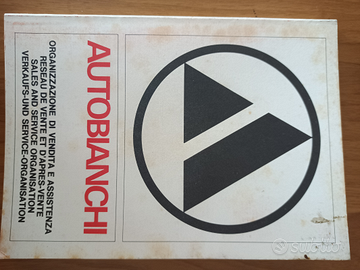 AUTOBIANCHI
ORGANIZZAZIONE DI VENDITA E ASSISTENZA
RESEAU DE VENTE ET D'APRES-VENTE
SALES AND SERVICE ORGANISATION
VERKAUFS-UND SERVICE-ORGANISATION
subito